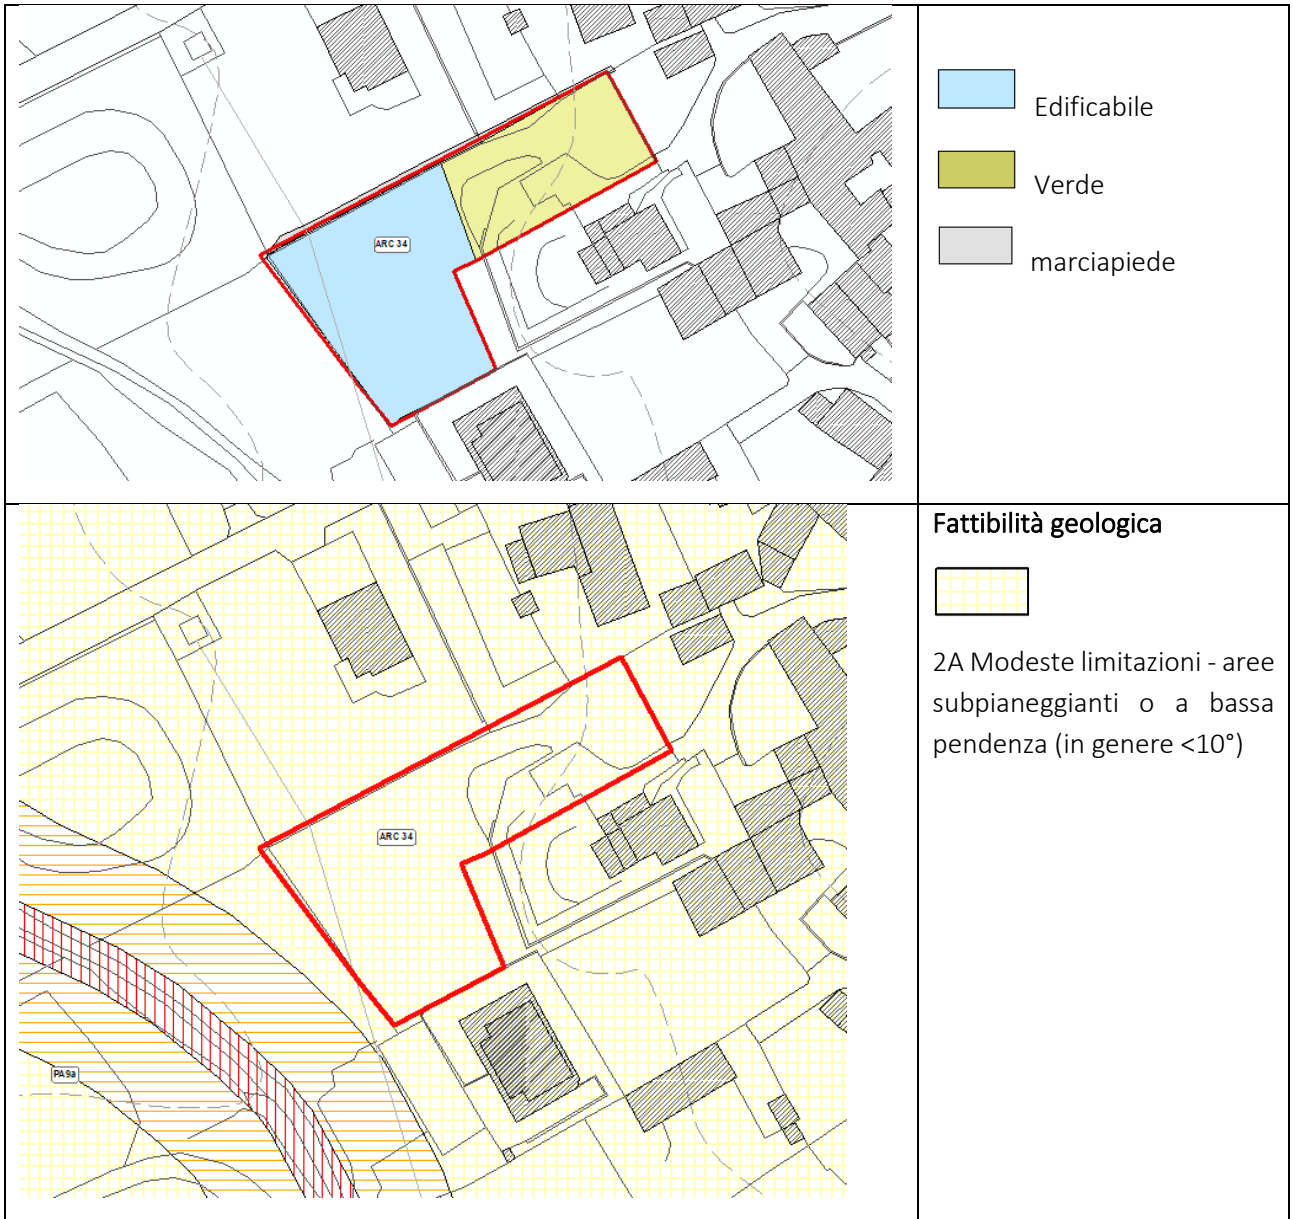 ARC 34
Edificabile
Verde
marciapiede
ARC 34
PA9a
Fattibilità geologica
2A Modeste limitazioni - aree
subpianeggianti o a bassa
pendenza (in genere <10°)